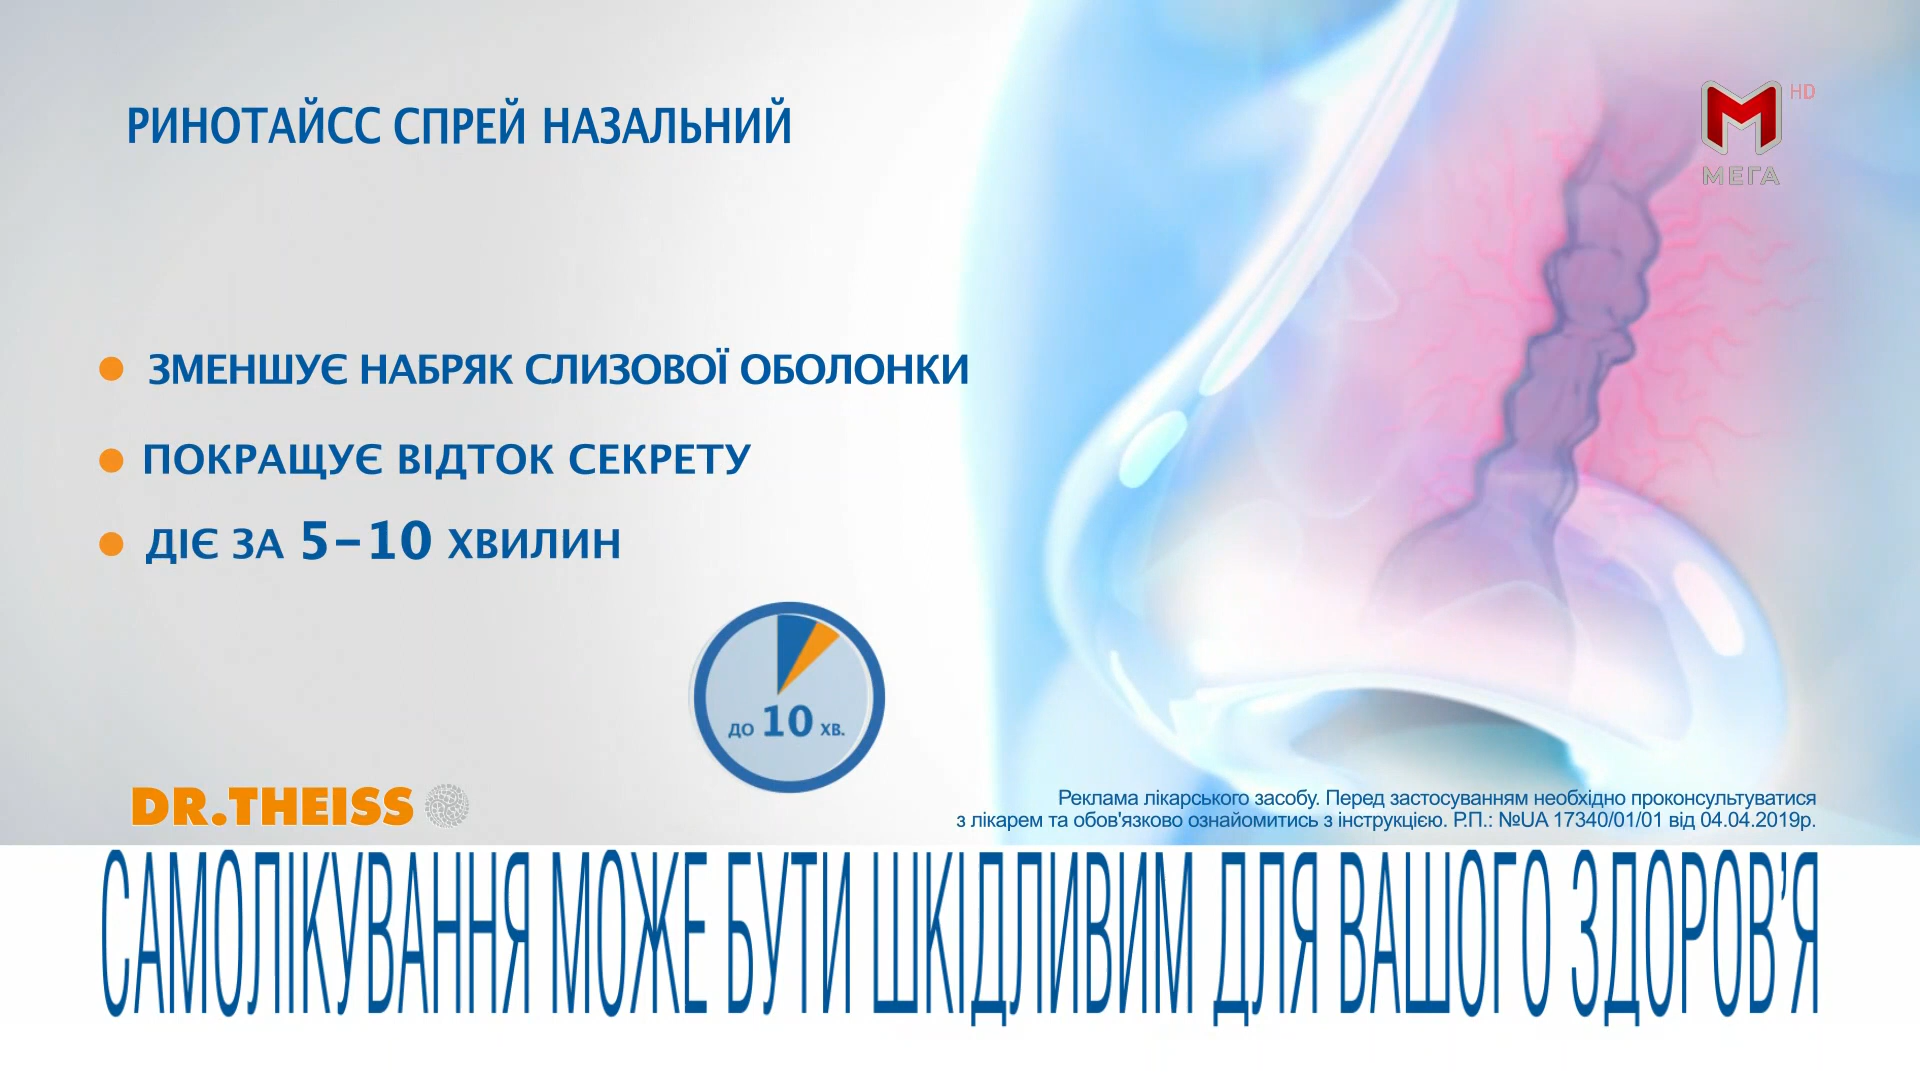 РИНОТАЙСС СПРЕЙ НАЗАЛЬНИЙ
HD
МЕГА
ЗМЕНШУЄ НАБРЯК СЛИЗОВОЇ ОБОЛОНКИ
ПОКРАЩУЄ ВІДТОК СЕКРЕТУ
ДІЄ ЗА 5-10 ХВИЛИН
ДО 10 ХВ.
DR.THEISS
Реклама лікарського засобу. Перед застосуванням необхідно проконсультуватися
з лікарем та обов'язково ознайомитись з інструкцією. Р.П.: №UA 17340/01/01 від 04.04.2019р.
САМОЛІКУВАННЯ МОЖЕ БУТИ ШКІДЛИВИМ ДЛЯ ВАШОГО ЗДОРОВ’Я